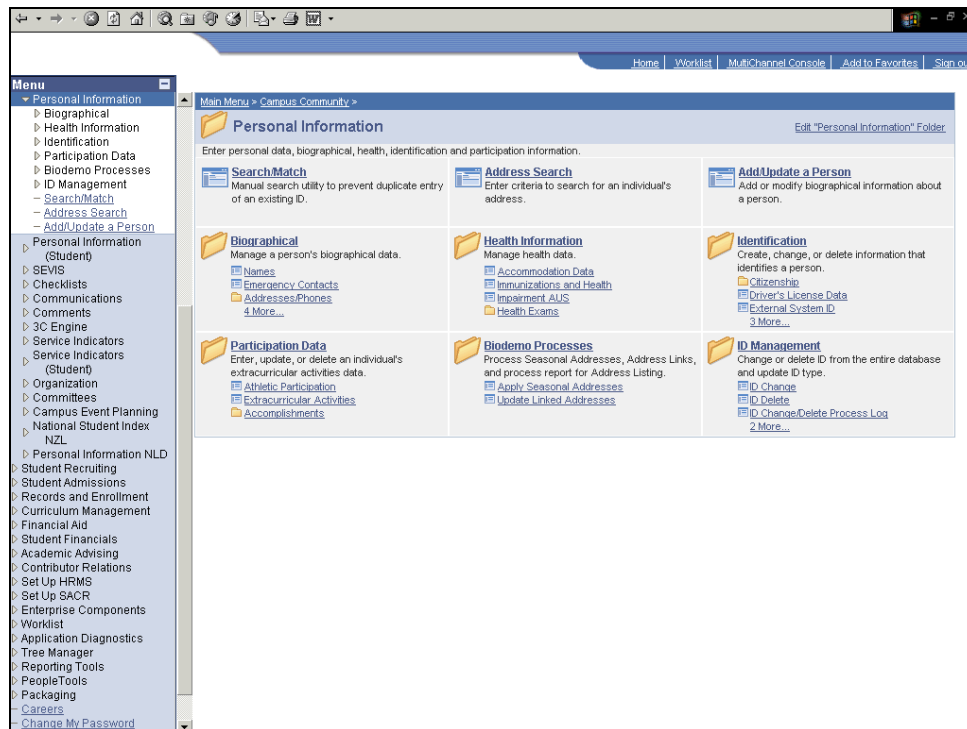 Home Worklist MultiChannel Console Add to Favorites Sign ou
Menu
Personal Information
Biographical
Health Information
Identification
Participation Data
Biodemo Processes
ID Management
Search/Match
Address Search
Add/Update a Person
Personal Information
(Student)
SEVIS
Checklists
Communications
Comments
3C Engine
Service Indicators
Service Indicators
(Student)
Organization
Committees
Campus Event Planning
National Student Index
NZL
Personal Information NLD
Student Recruiting
Student Admissions
Records and Enrollment
Curriculum Management
Financial Aid
Student Financials
Academic Advising
Contributor Relations
Set Up HRMS
Set Up SACR
Enterprise Components
Worklist
Application Diagnostics
Tree Manager
Reporting Tools
PeopleTools
Packaging
Careers
Change My Password
Main Menu > Campus Community >
Personal Information
Edit "Personal Information" Folder
Enter personal data, biographical, health, identification and participation information.
Search/Match
Manual search utility to prevent duplicate entry
of an existing ID.
Address Search
Enter criteria to search for an individual's
address.
Add/Update a Person
Add or modify biographical information about
a person.
Biographical
Manage a person's biographical data.
Names
Emergency Contacts
Addresses/Phones
4 More...
Health Information
Manage health data.
Accommodation Data
Immunizations and Health
Impairment AUS
Health Exams
Identification
Create, change, or delete information that
identifies a person.
Citizenship
Driver's License Data
External System ID
3 More...
Participation Data
Enter, update, or delete an individual's
extracurricular activities data.
Athletic Participation
Extracurricular Activities
Accomplishments
Biodemo Processes
Process Seasonal Addresses, Address Links,
and process report for Address Listing.
Apply Seasonal Addresses
Update Linked Addresses
ID Management
Change or delete ID from the entire database
and update ID type.
ID Change
ID Delete
ID Change/Delete Process Log
2 More...